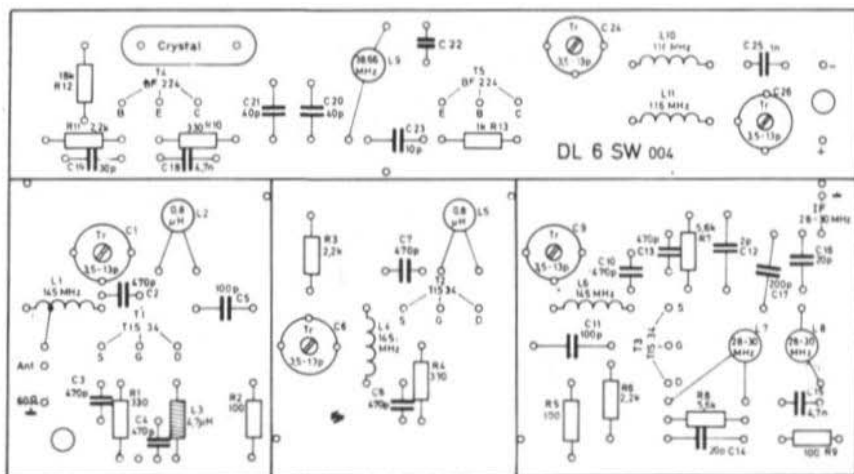 Crystal
18k
R12
T4
BF 224
B
E
C
R11
2,2k
C19
30p
330
R10
C18
4,7n
C21
40p
C20
40p
38.66
MHz
L9
C22
T5
BF 224
B
E
C
C23
10p
1k R13
Tr
3,5-13p
C24
L10
116 MHz
L11
116 MHz
C25
1n
-
Tr
3,5-13p
C26
+
DL 6 SW 004
Tr
3,5-13p
C1
0,8
µH
L2
L1
145 MHz
470p
C2
100p
C5
T1
TIS 34
S
G
D
Ant
60Ω
C3
470p
R1
330
C4
470p
L3
4,7µH
R2
100
R3
2,2k
C7
470p
0,8
µH
L5
T2
TIS 34
S
G
D
Tr
3,5-13p
C6
L4
145
MHz
R4
330
C8
470p
Tr
3,5-13p
C9
L6
145 MHz
C10
470p
470p
C13
5,6k
R7
2p
C12
200p
C17
C16
20p
IF
28-30 MHz
C11
100p
T3
TIS 34
S
G
D
28-30
MHz
L7
28-30
MHz
L8
R5
100
R6
2,2k
R8
5,6k
20p C14
4,7n
100 R9